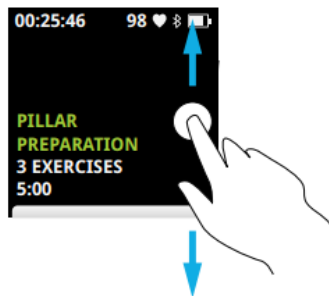 00:25:46 98
PILLAR
PREPARATION
3 EXERCISES
5:00